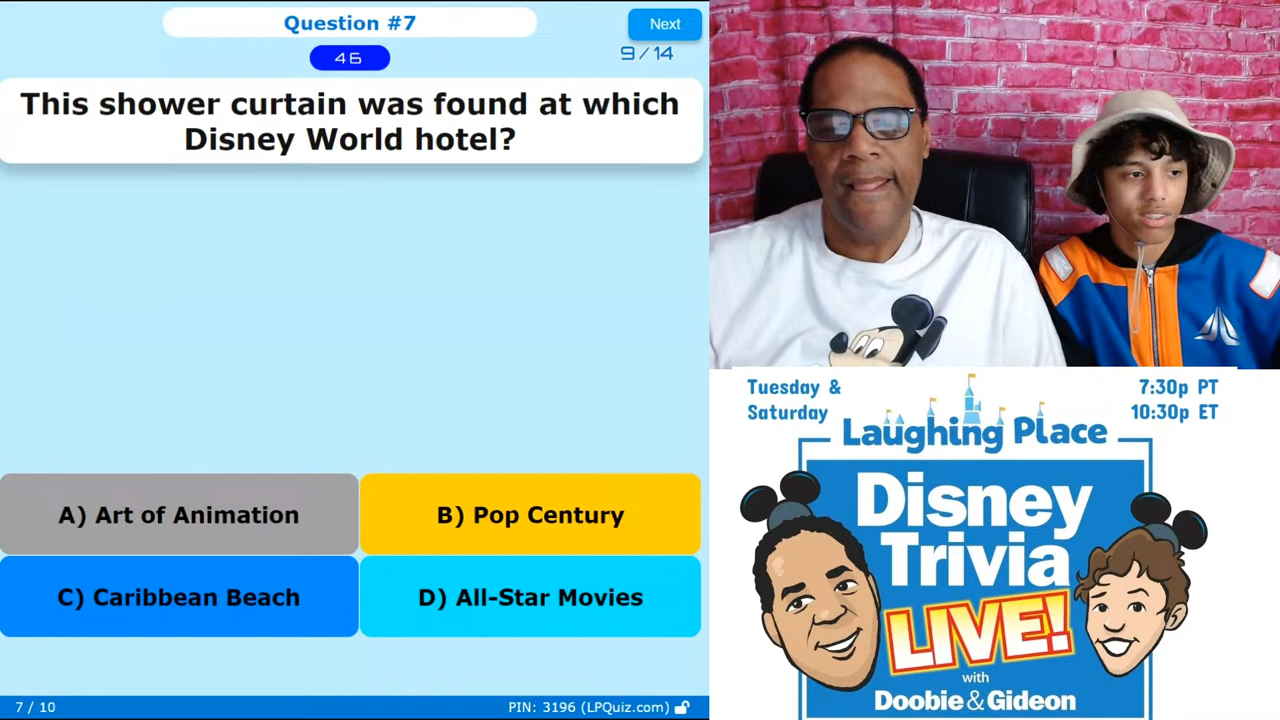 Question #7
Next
46
9/14
This shower curtain was found at which
Disney World hotel?
A) Art of Animation
B) Pop Century
C) Caribbean Beach
D) All-Star Movies
7 / 10
PIN: 3196 (LPQuiz.com)
Tuesday &
Saturday
7:30p PT
10:30p ET
Laughing Place
Disney
Trivia
LIVE!
with
Doobie & Gideon